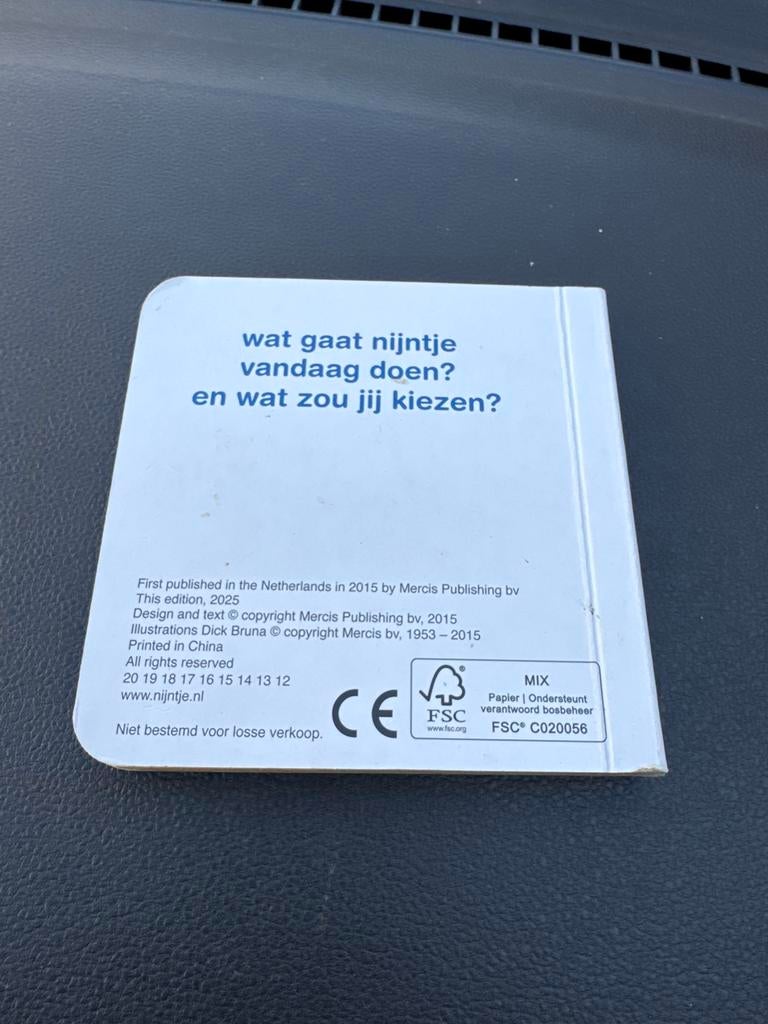 wat gaat nijntje
vandaag doen?
en wat zou jij kiezen?
First published in the Netherlands in 2015 by Mercis Publishing bv
This edition, 2025
Design and text © copyright Mercis Publishing bv, 2015
Illustrations Dick Bruna © copyright Mercis bv, 1953 – 2015
Printed in China
All rights reserved
20 19 18 17 16 15 14 13 12
www.nijntje.nl
Niet bestemd voor losse verkoop.
CE
®
FSC
www.fsc.org
MIX
Papier | Ondersteunt
verantwoord bosbeheer
FSC® C020056